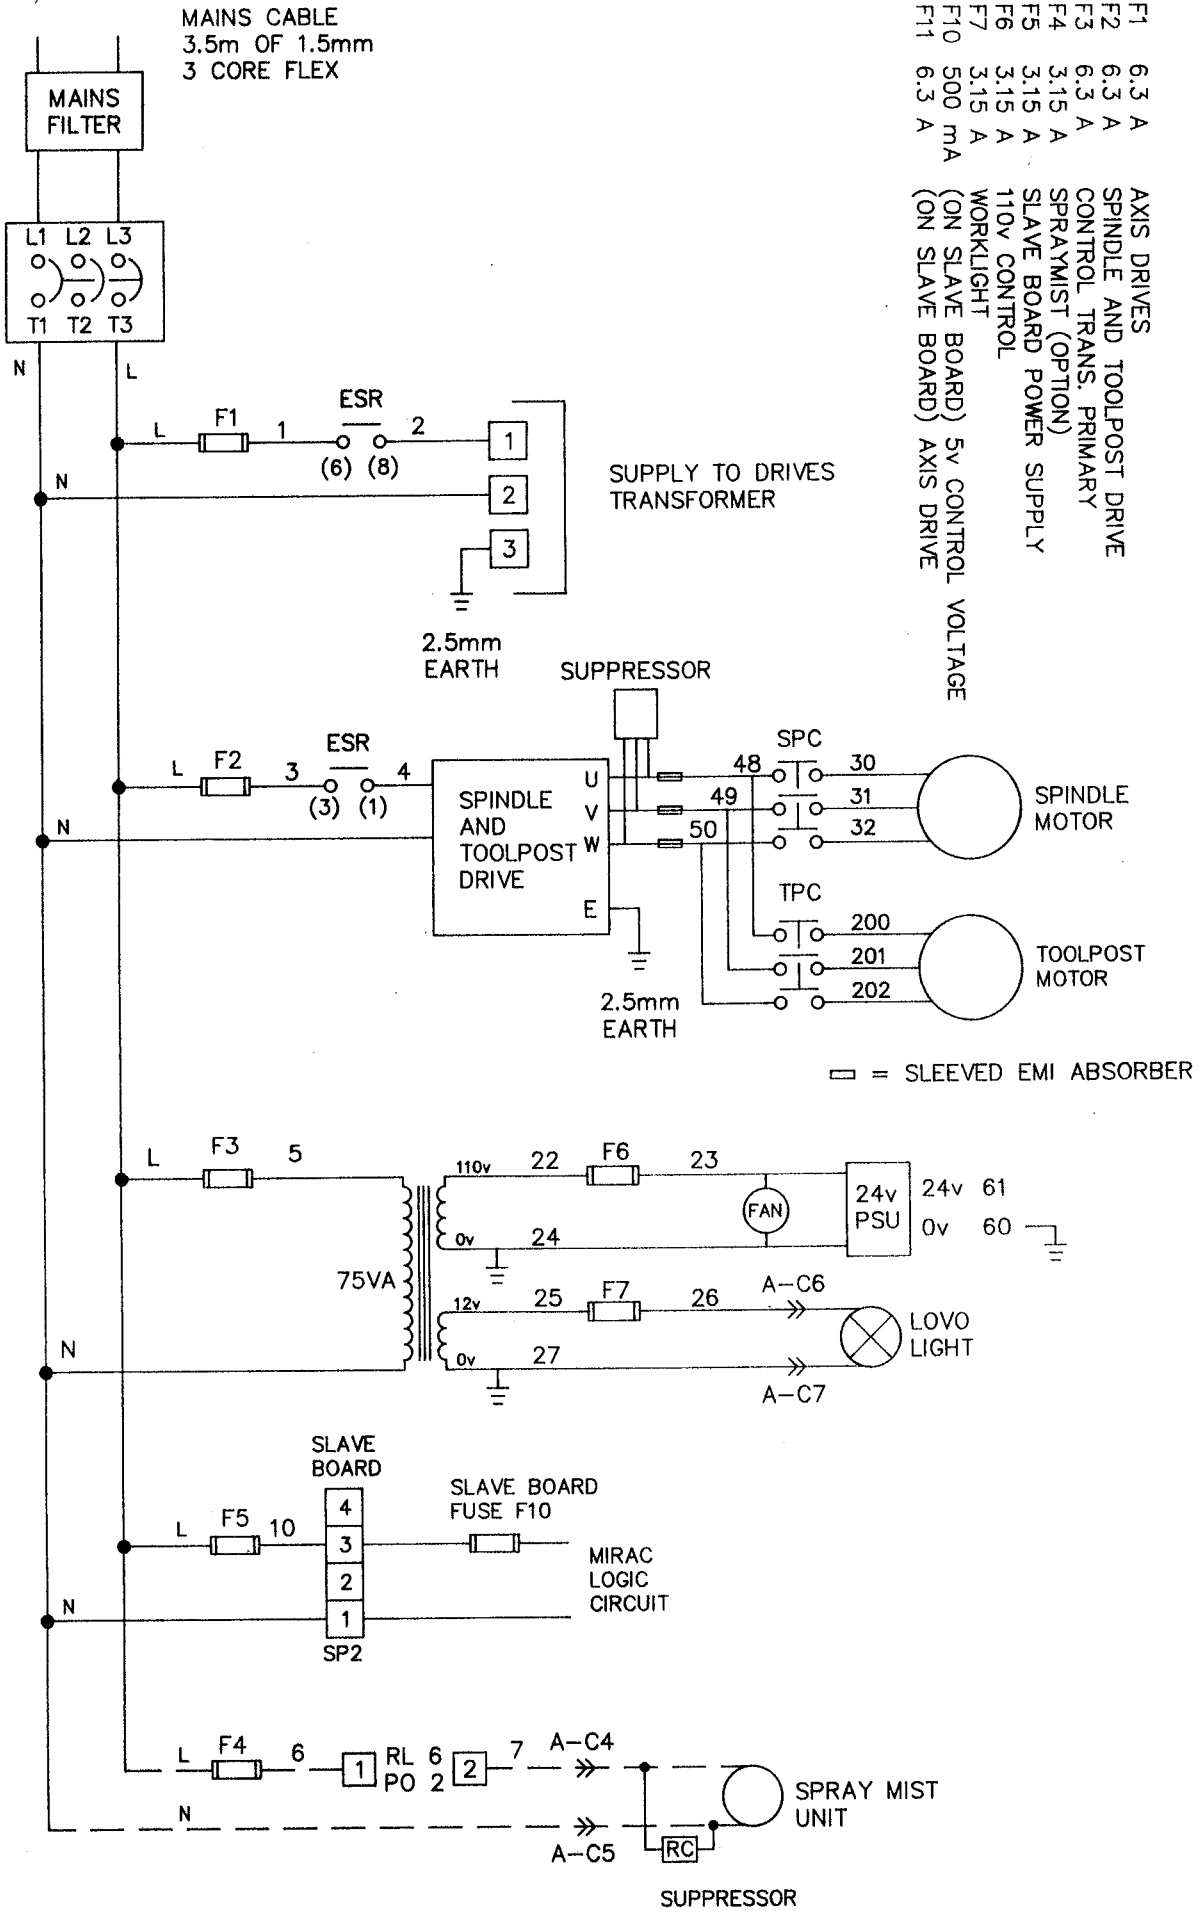 MAINS CABLE
3.5m OF 1.5mm
3 CORE FLEX
MAINS
FILTER
L1 L2 L3
T1 T2 T3
N L
F1 6.3 A AXIS DRIVES
F2 6.3 A SPINDLE AND TOOLPOST DRIVE
F3 6.3 A CONTROL TRANS. PRIMARY
F4 3.15 A SPRAYMIST (OPTION)
F5 3.15 A SLAVE BOARD POWER SUPPLY
F6 3.15 A 110v CONTROL
F7 3.15 A WORKLIGHT
F10 500 mA (ON SLAVE BOARD) 5v CONTROL VOLTAGE
F11 6.3 A (ON SLAVE BOARD) AXIS DRIVE
ESR
L F1 1 2 1
(6) (8)
N 2
3
SUPPLY TO DRIVES
TRANSFORMER
2.5mm
EARTH
SUPPRESSOR
ESR
L F2 3 4
(3) (1)
N
SPINDLE
AND
TOOLPOST
DRIVE
U
V
W
E
48
49
50
SPC
30
31
32
SPINDLE
MOTOR
TPC
200
201
202
TOOLPOST
MOTOR
2.5mm
EARTH
= SLEEVED EMI ABSORBER
L F3 5
110v 22 F6 23
FAN
24v
PSU
24v 61
0v 60
0v 24
75VA
12v 25 F7 26 A-C6
LOVO
LIGHT
N
0v 27
A-C7
SLAVE
BOARD
SLAVE BOARD
FUSE F10
L F5 10
4
3
2
1
N
SP2
MIRAC
LOGIC
CIRCUIT
L F4 6 1 RL 6 2 7 A-C4
PO 2
SPRAY MIST
UNIT
N
A-C5
RC
SUPPRESSOR